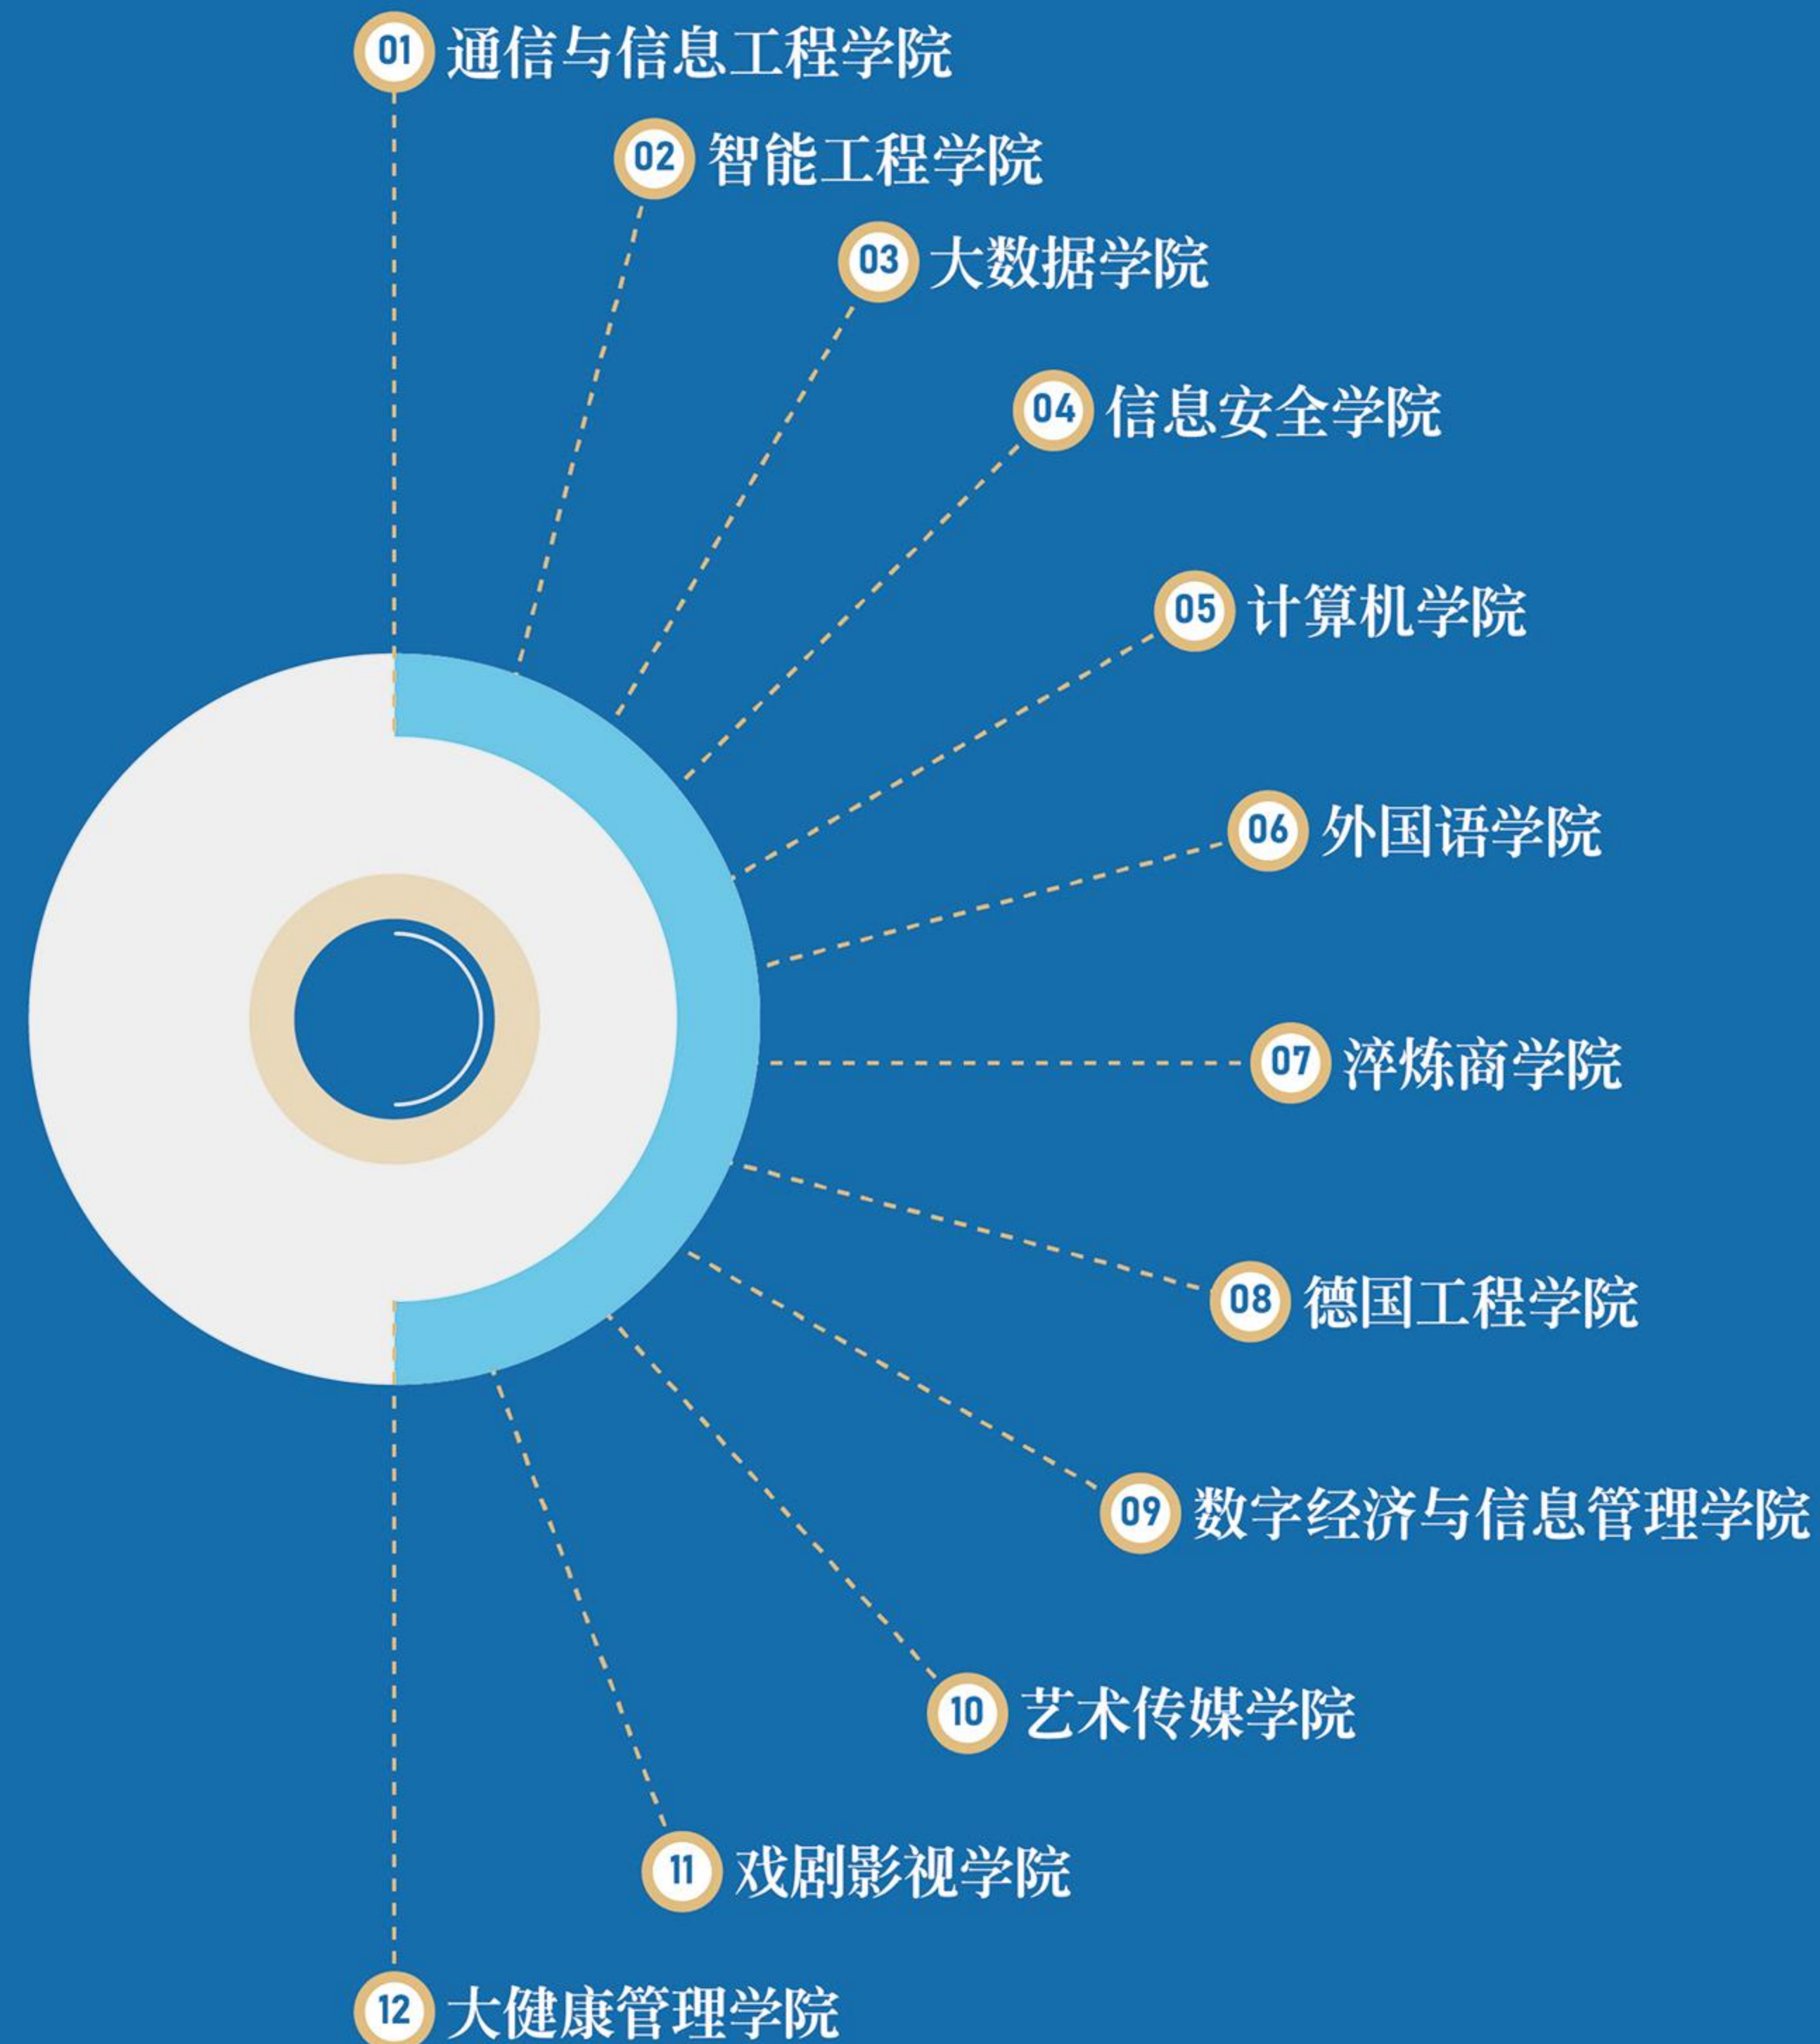 01 通信与信息工程学院
02 智能工程学院
03 大数据学院
04 信息安全学院
05 计算机学院
06 外国语学院
07 淬炼商学院
08 德国工程学院
09 数字经济与信息管理学院
10 艺术传媒学院
11 戏剧影视学院
12 大健康管理学院